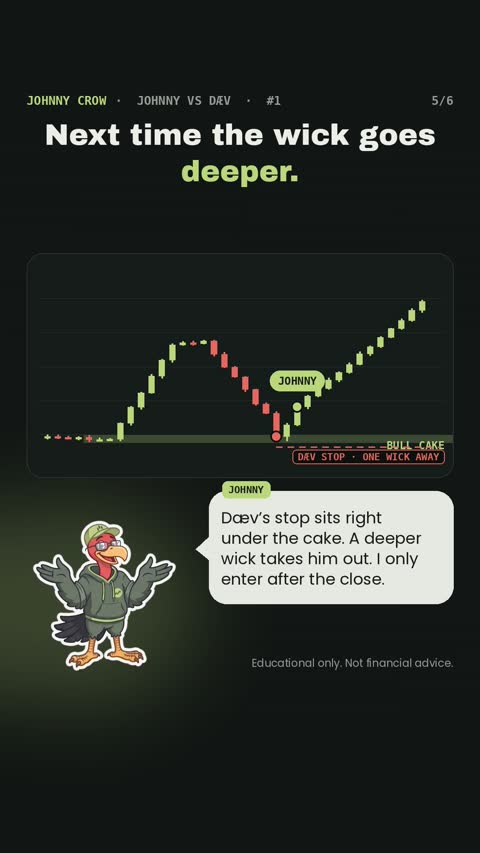 JOHNNY CROW · JOHNNY VS DÆV · #1 5/6
Next time the wick goes
deeper.
JOHNNY
BULL CAKE
DÆV STOP · ONE WICK AWAY
JOHNNY
Dæv’s stop sits right
under the cake. A deeper
wick takes him out. I only
enter after the close.
Educational only. Not financial advice.